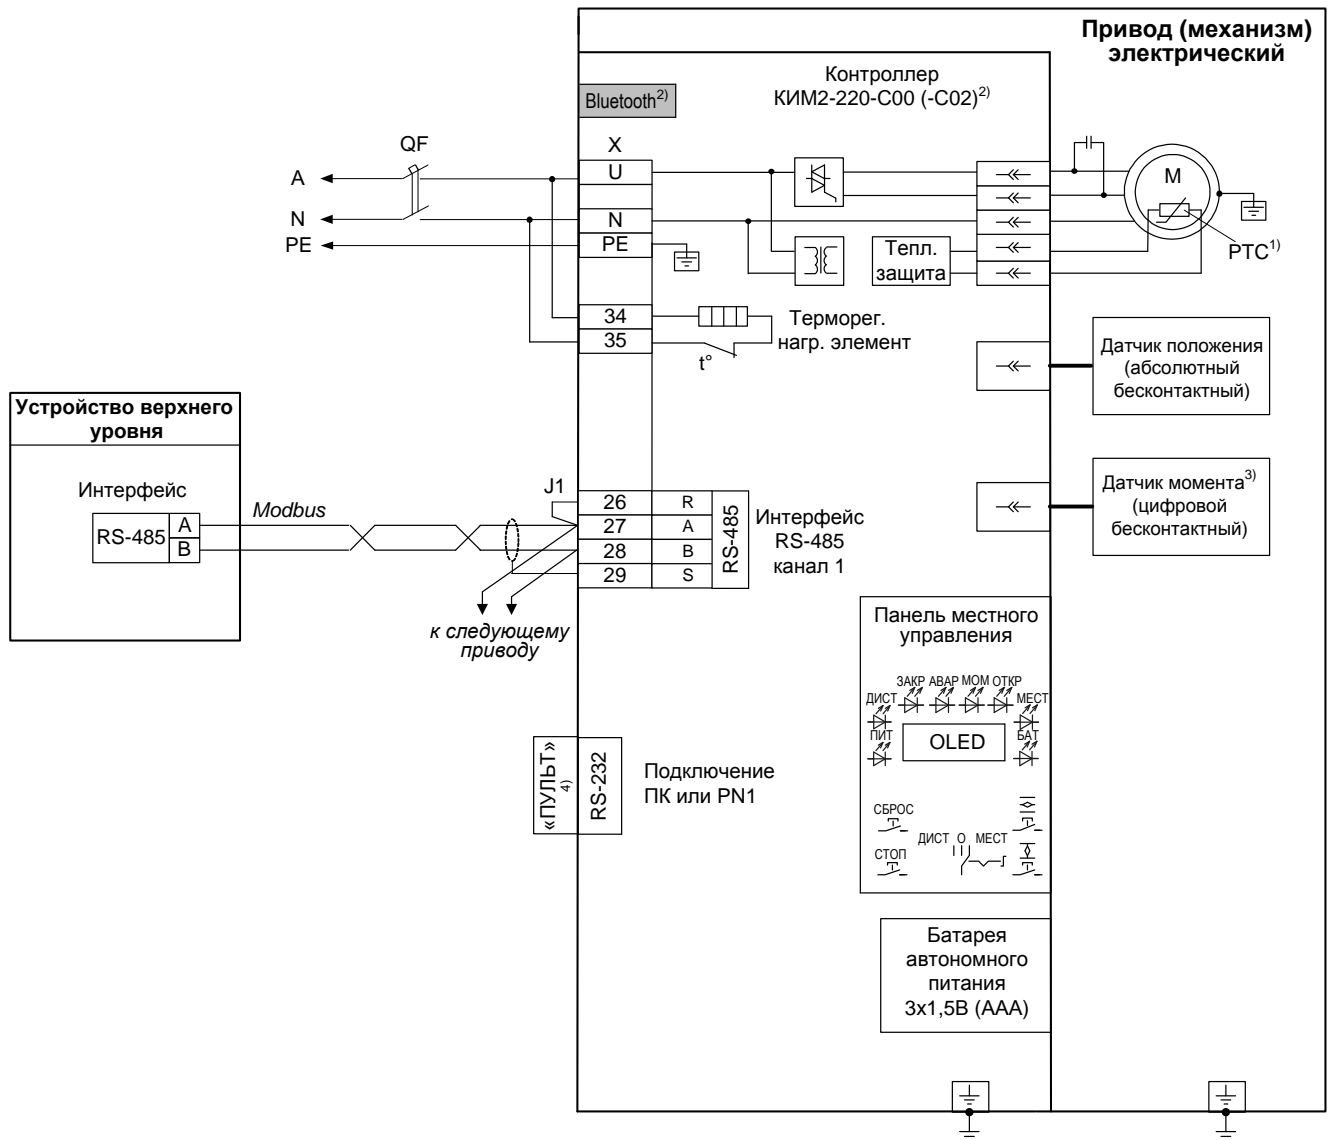 Привод (механизм)
электрический
Контроллер
КИМ2-220-С00 (-С02)2)
Bluetooth2)
QF
X
A
U
N
N
PE
PE
M
PTC1)
Тепл.
защита
34
35
Терморег.
нагр. элемент
t°
Датчик положения
(абсолютный
бесконтактный)
Устройство верхнего
уровня
Интерфейс
RS-485
A
B
Modbus
J1
26
R
27
A
28
B
29
S
RS-485
Интерфейс
RS-485
канал 1
к следующему
приводу
Датчик момента3)
(цифровой
бесконтактный)
Панель местного
управления
ЗАКР АВАР МОМ ОТКР
ДИСТ
МЕСТ
ПИТ
OLED
БАТ
СБРОС
ДИСТ О МЕСТ
СТОП
«ПУЛЬТ»
4)
RS-232
Подключение
ПК или PN1
Батарея
автономного
питания
3х1,5В (ААА)